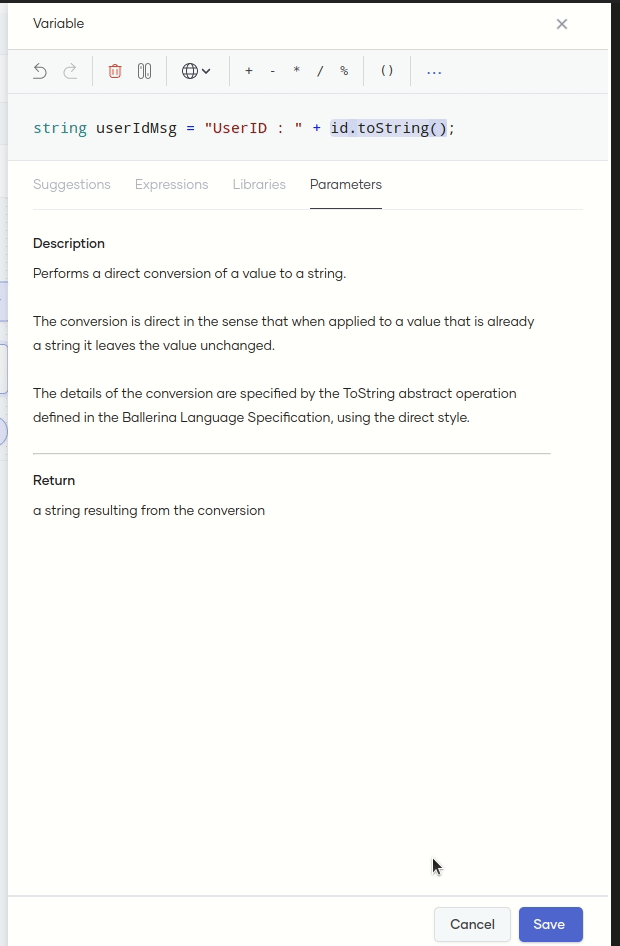 Variable
+ - * / % () ...
string userIdMsg = "UserID : " + id.toString();
Suggestions Expressions Libraries Parameters
Description
Performs a direct conversion of a value to a string.
The conversion is direct in the sense that when applied to a value that is already
a string it leaves the value unchanged.
The details of the conversion are specified by the ToString abstract operation
defined in the Ballerina Language Specification, using the direct style.
Return
a string resulting from the conversion
Cancel Save